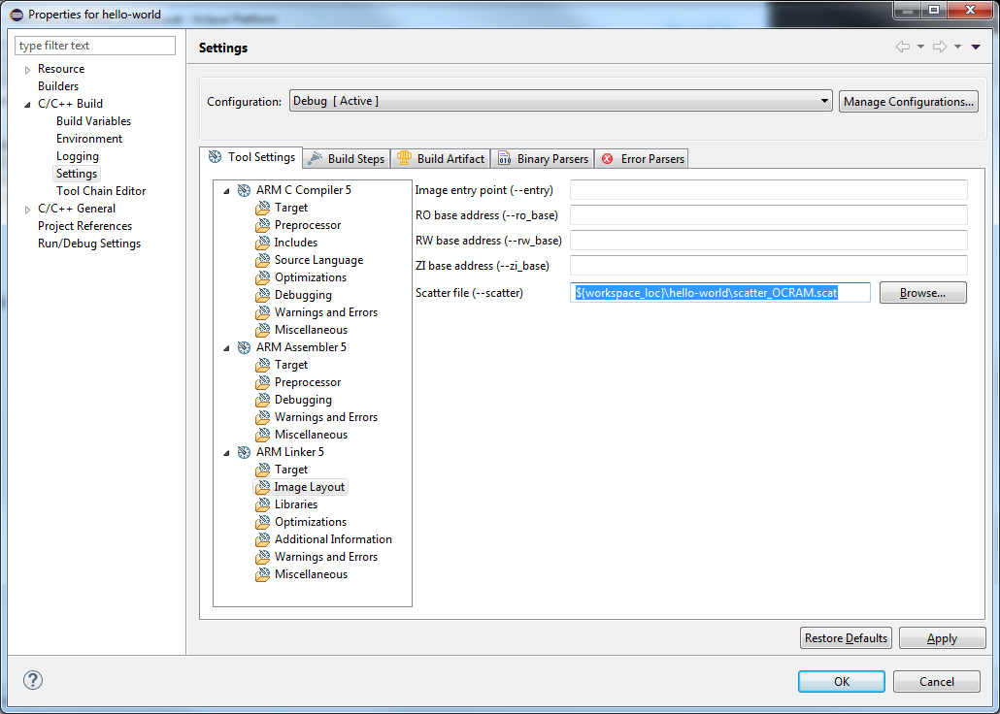 Properties for hello-world
type filter text
Resource
Builders
C/C++ Build
Build Variables
Environment
Logging
Settings
Tool Chain Editor
C/C++ General
Project References
Run/Debug Settings
Settings
Configuration:
Debug [ Active ]
Manage Configurations...
Tool Settings
Build Steps
Build Artifact
Binary Parsers
Error Parsers
ARM C Compiler 5
Target
Preprocessor
Includes
Source Language
Optimizations
Debugging
Warnings and Errors
Miscellaneous
ARM Assembler 5
Target
Preprocessor
Debugging
Warnings and Errors
Miscellaneous
ARM Linker 5
Target
Image Layout
Libraries
Optimizations
Additional Information
Warnings and Errors
Miscellaneous
Image entry point (--entry)
RO base address (--ro_base)
RW base address (--rw_base)
ZI base address (--zi_base)
Scatter file (--scatter)
${workspace_loc}\hello-world\scatter_OCRAM.scat
Browse...
Restore Defaults
Apply
OK
Cancel